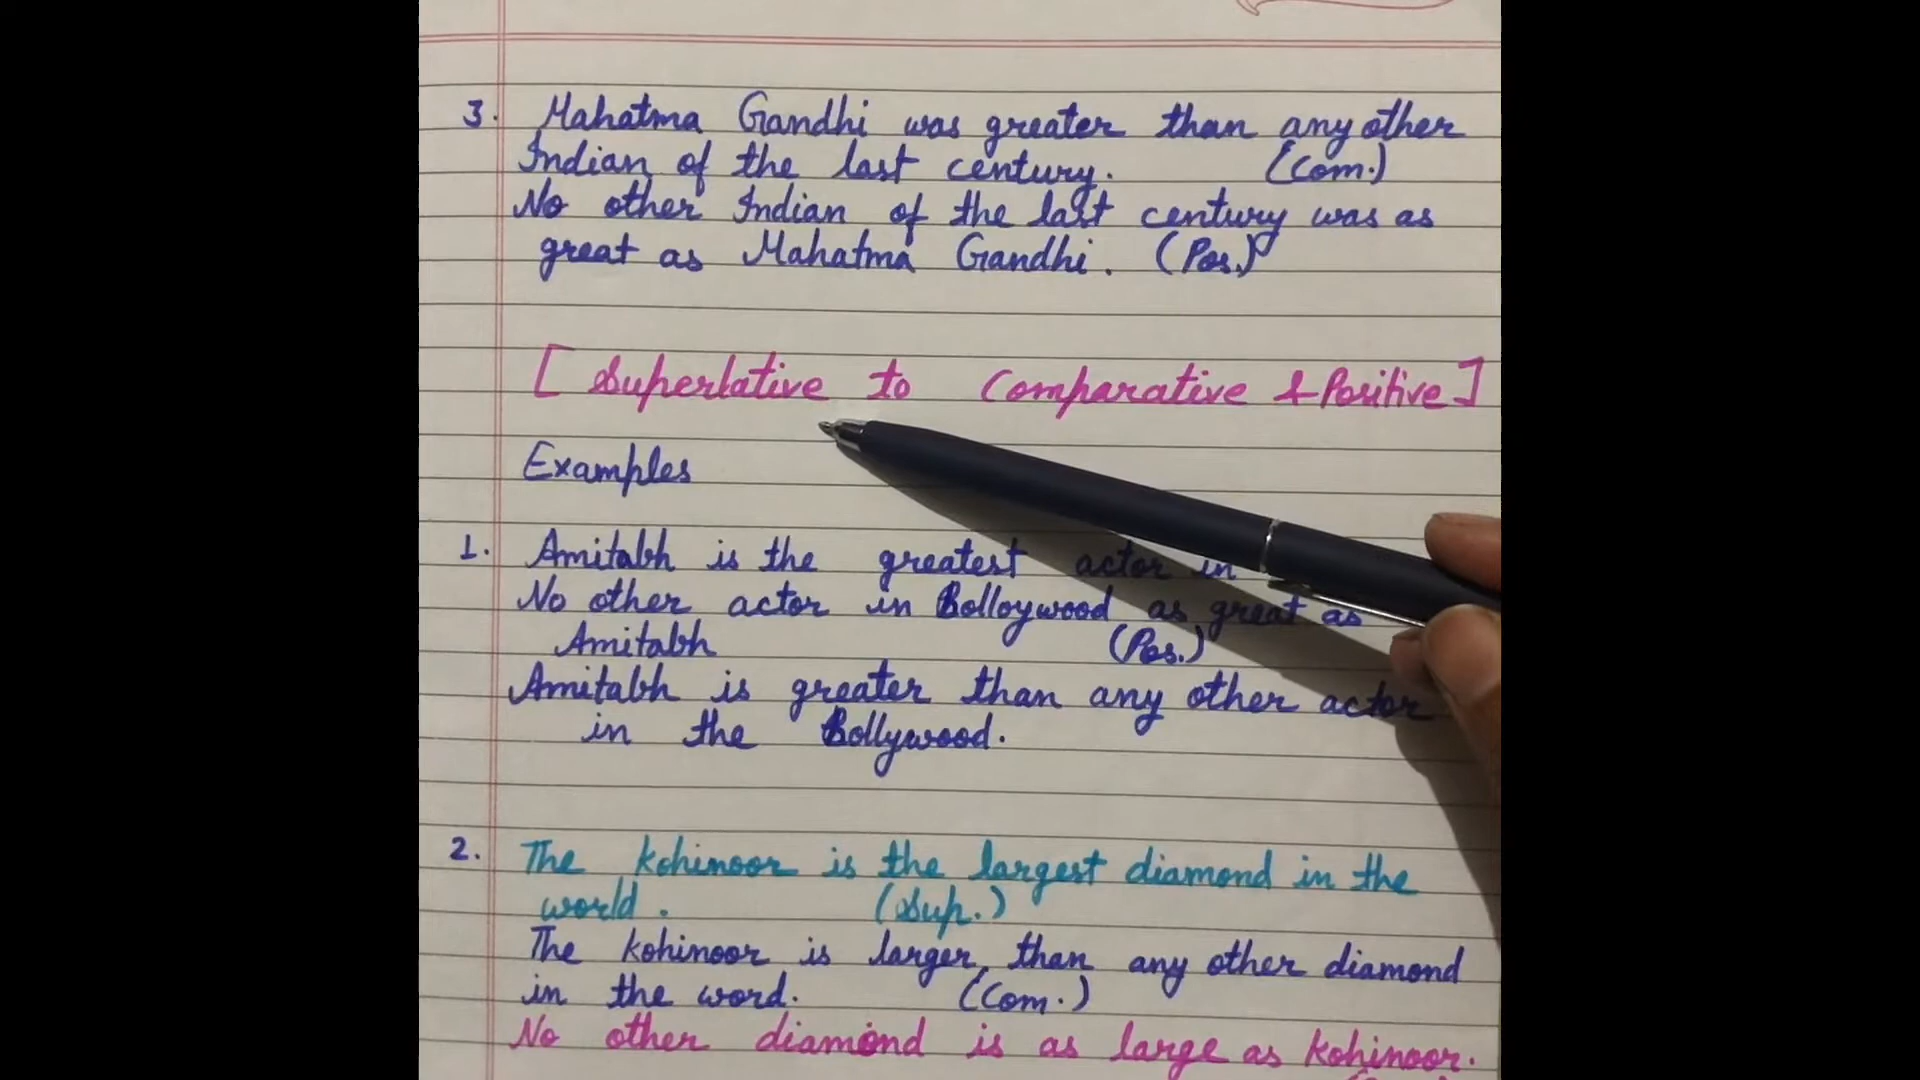 3. Mahatma Gandhi was greater than any other
Indian of the last century. (Com.)
No other Indian of the last century was as
great as Mahatma Gandhi. (Pos.)
[Superlative to Comparative & Positive]
Examples
1. Amitabh is the greatest actor in
No other actor in Bolloywood as great as
Amitabh (Pos.)
Amitabh is greater than any other actor
in the Bollywood.
2. The kohinoor is the largest diamond in the
world. (Sup.)
The kohinoor is larger than any other diamond
in the word. (Com.)
No other diamond is as large as kohinoor.